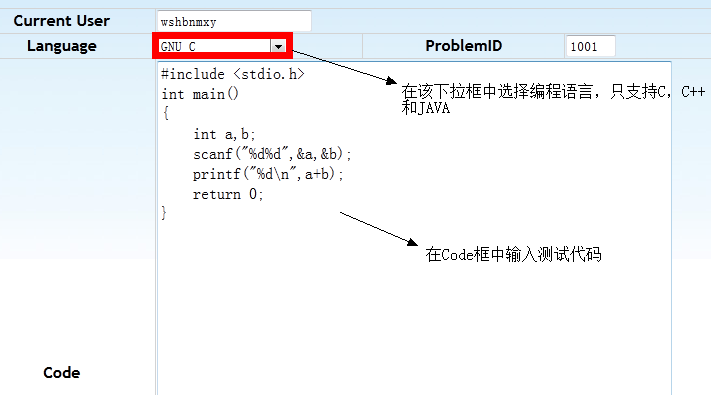 Current User wshbnmxy
Language GNU C ProblemID 1001
#include <stdio.h>
int main()
{
    int a,b;
    scanf("%d%d",&a,&b);
    printf("%d\n",a+b);
    return 0;
}
在该下拉框中选择编程语言，只支持C，C++
和JAVA
在Code框中输入测试代码
Code